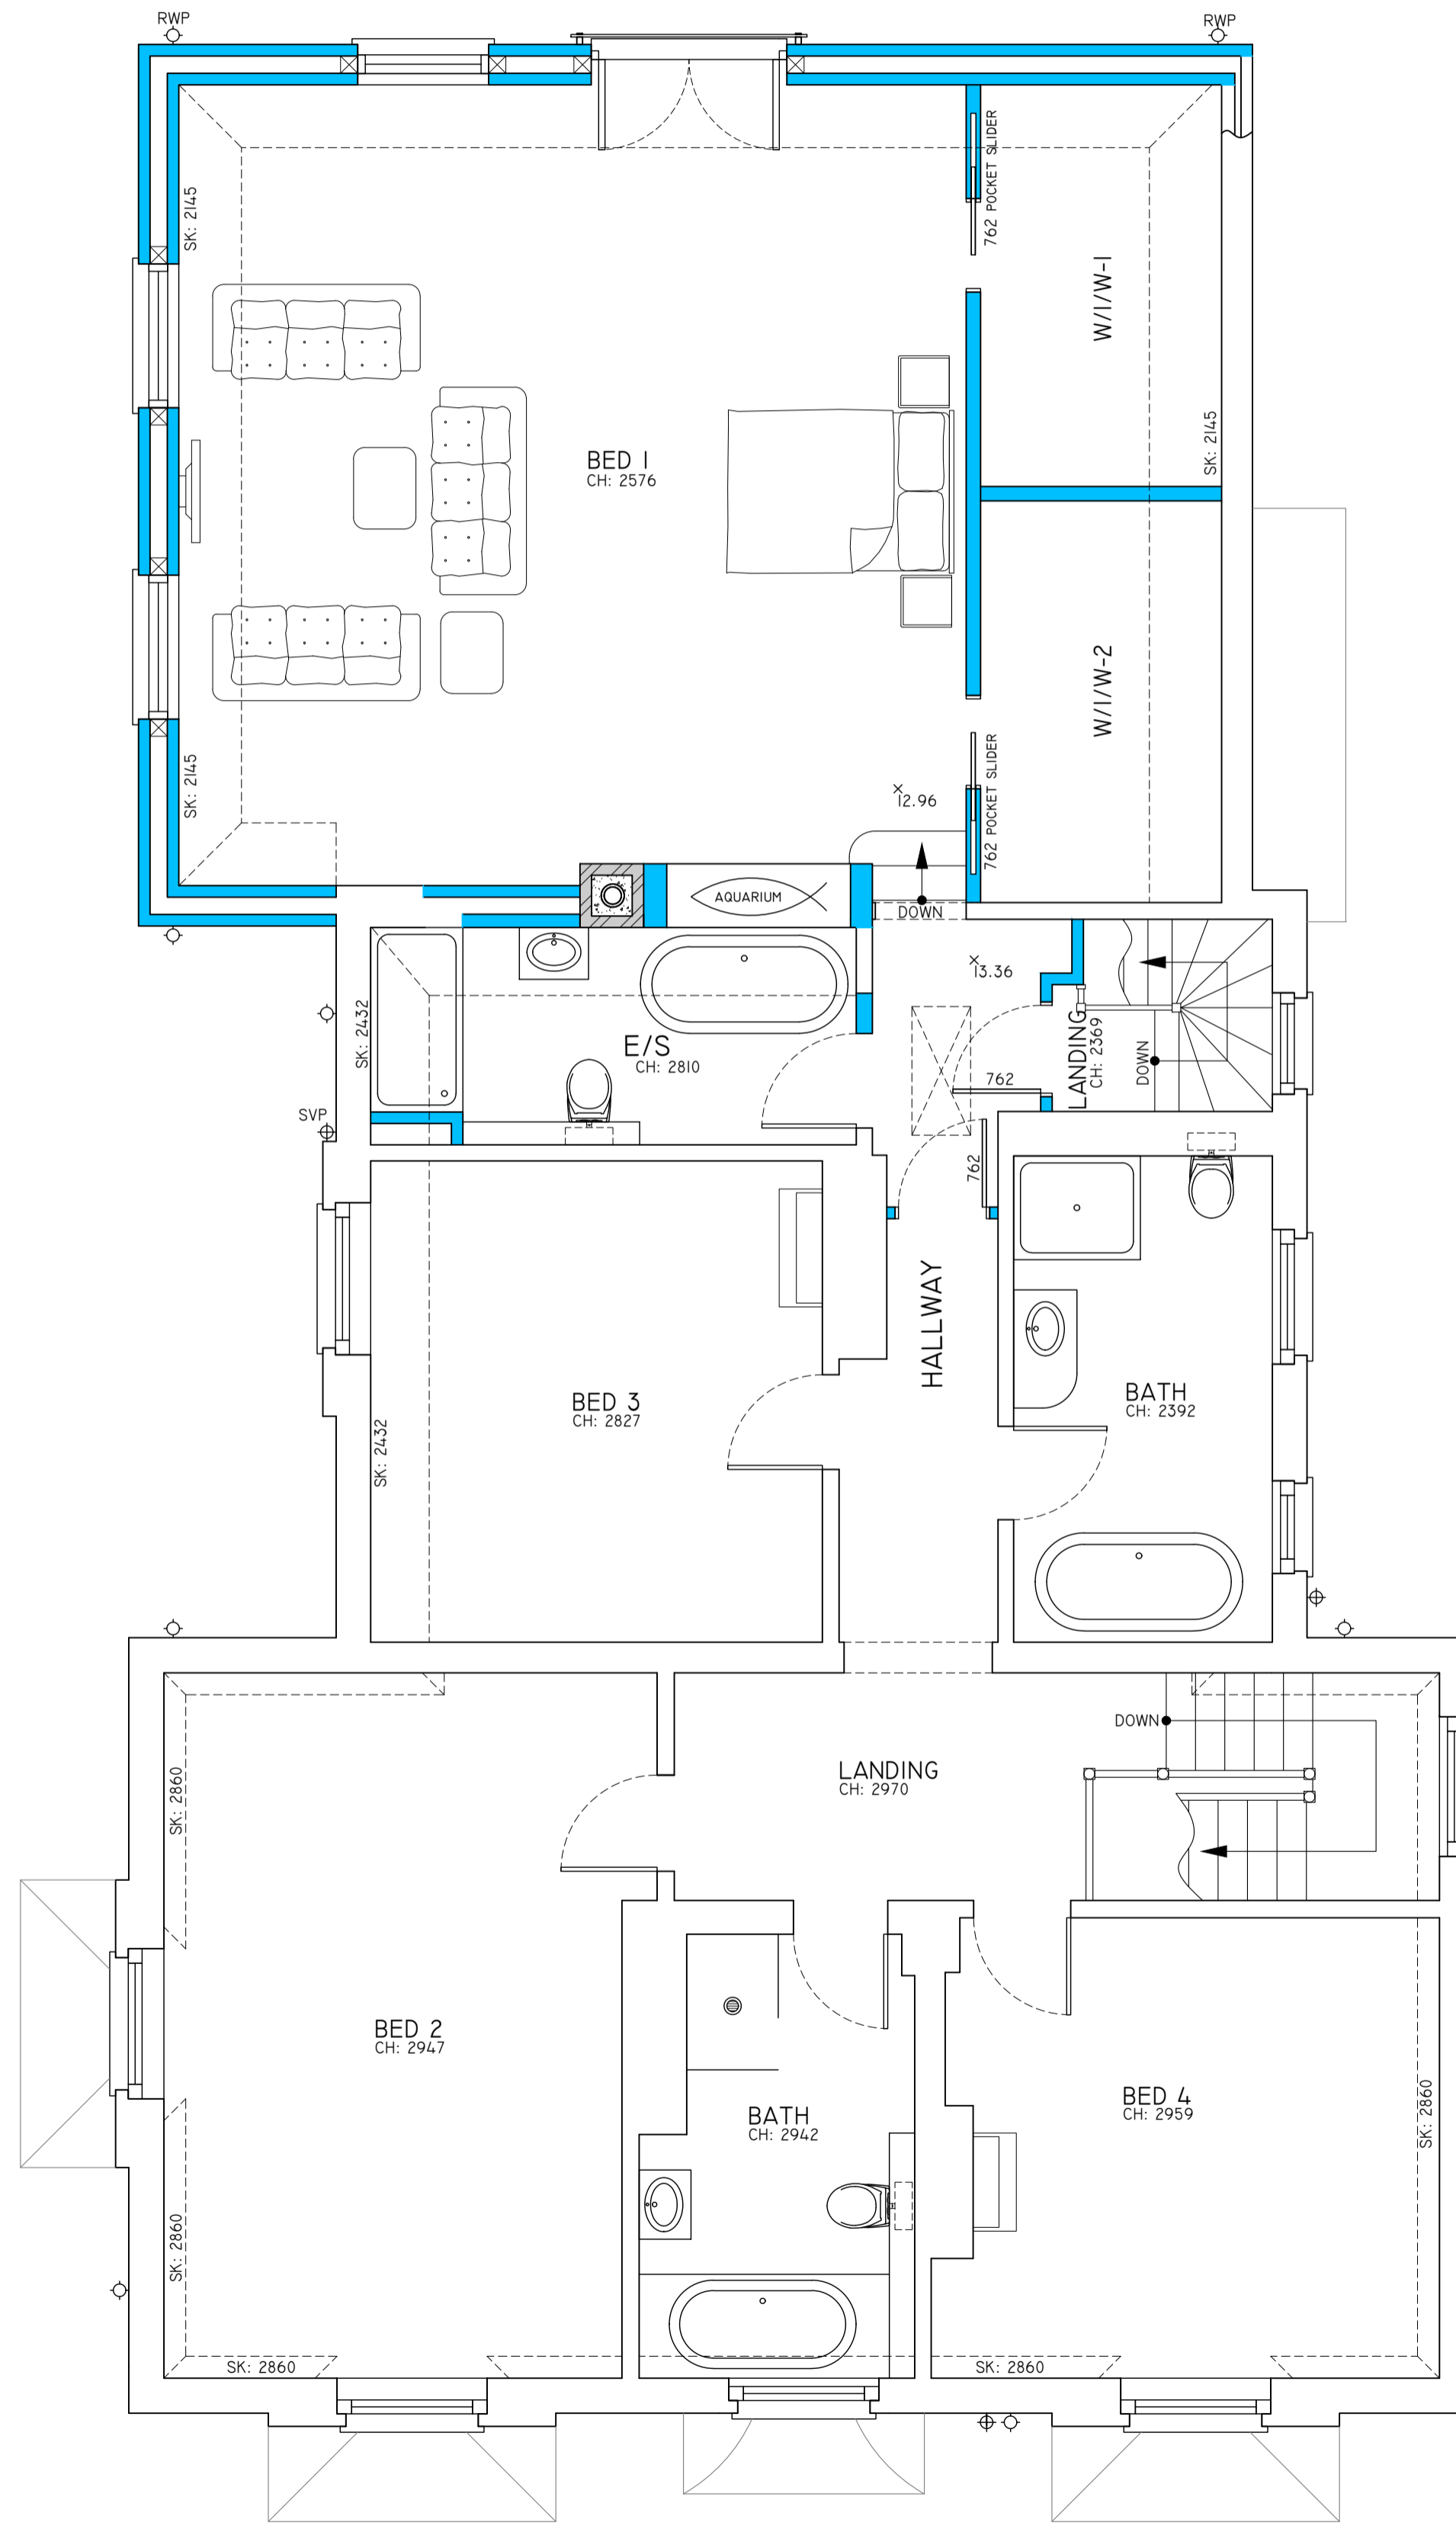 RWP
RWP
SK: 2145
762 POCKET SLIDER
W/I/W-1
SK: 2145
BED 1
CH: 2576
W/I/W-2
SK: 2145
762 POCKET SLIDER
12.96
AQUARIUM
DOWN
13.36
SK: 2432
E/S
CH: 2810
LANDING
CH: 2369
DOWN
762
SVP
762
HALLWAY
BED 3
CH: 2827
BATH
CH: 2392
SK: 2432
DOWN
LANDING
CH: 2970
SK: 2860
BED 2
CH: 2947
BED 4
CH: 2959
SK: 2860
BATH
CH: 2942
SK: 2860
SK: 2860
SK: 2860